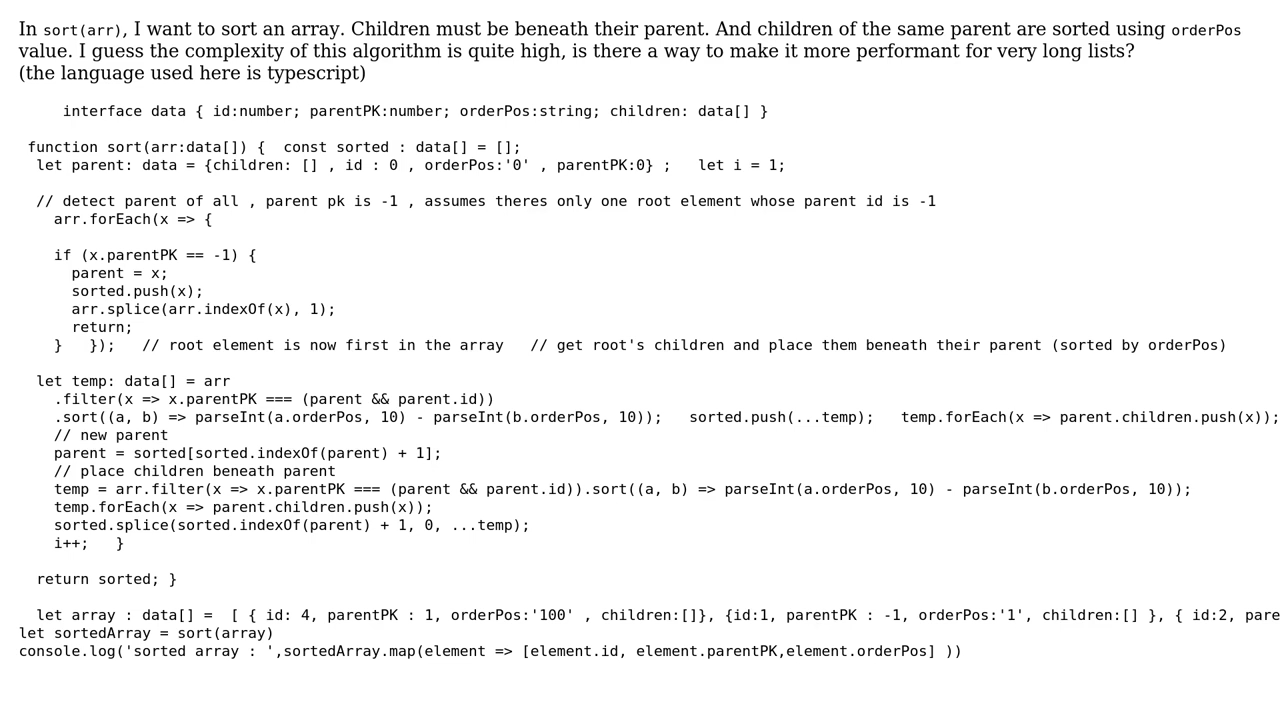 In sort(arr), I want to sort an array. Children must be beneath their parent. And children of the same parent are sorted using orderPos
value. I guess the complexity of this algorithm is quite high, is there a way to make it more performant for very long lists?
(the language used here is typescript)
interface data { id:number; parentPK:number; orderPos:string; children: data[] }
function sort(arr:data[]) {  const sorted : data[] = [];
let parent: data = {children: [] , id : 0 , orderPos:'0' , parentPK:0} ;   let i = 1;
// detect parent of all , parent pk is -1 , assumes theres only one root element whose parent id is -1
arr.forEach(x => {
if (x.parentPK == -1) {
parent = x;
sorted.push(x);
arr.splice(arr.indexOf(x), 1);
return;
}   });   // root element is now first in the array   // get root's children and place them beneath their parent (sorted by orderPos)
let temp: data[] = arr
.filter(x => x.parentPK === (parent && parent.id))
.sort((a, b) => parseInt(a.orderPos, 10) - parseInt(b.orderPos, 10));   sorted.push(...temp);   temp.forEach(x => parent.children.push(x));
// new parent
parent = sorted[sorted.indexOf(parent) + 1];
// place children beneath parent
temp = arr.filter(x => x.parentPK === (parent && parent.id)).sort((a, b) => parseInt(a.orderPos, 10) - parseInt(b.orderPos, 10));
temp.forEach(x => parent.children.push(x));
sorted.splice(sorted.indexOf(parent) + 1, 0, ...temp);
i++;   }
return sorted; }
let array : data[] =  [ { id: 4, parentPK : 1, orderPos:'100' , children:[]}, {id:1, parentPK : -1, orderPos:'1', children:[] }, { id:2, pare
let sortedArray = sort(array)
console.log('sorted array : ',sortedArray.map(element => [element.id, element.parentPK,element.orderPos] ))